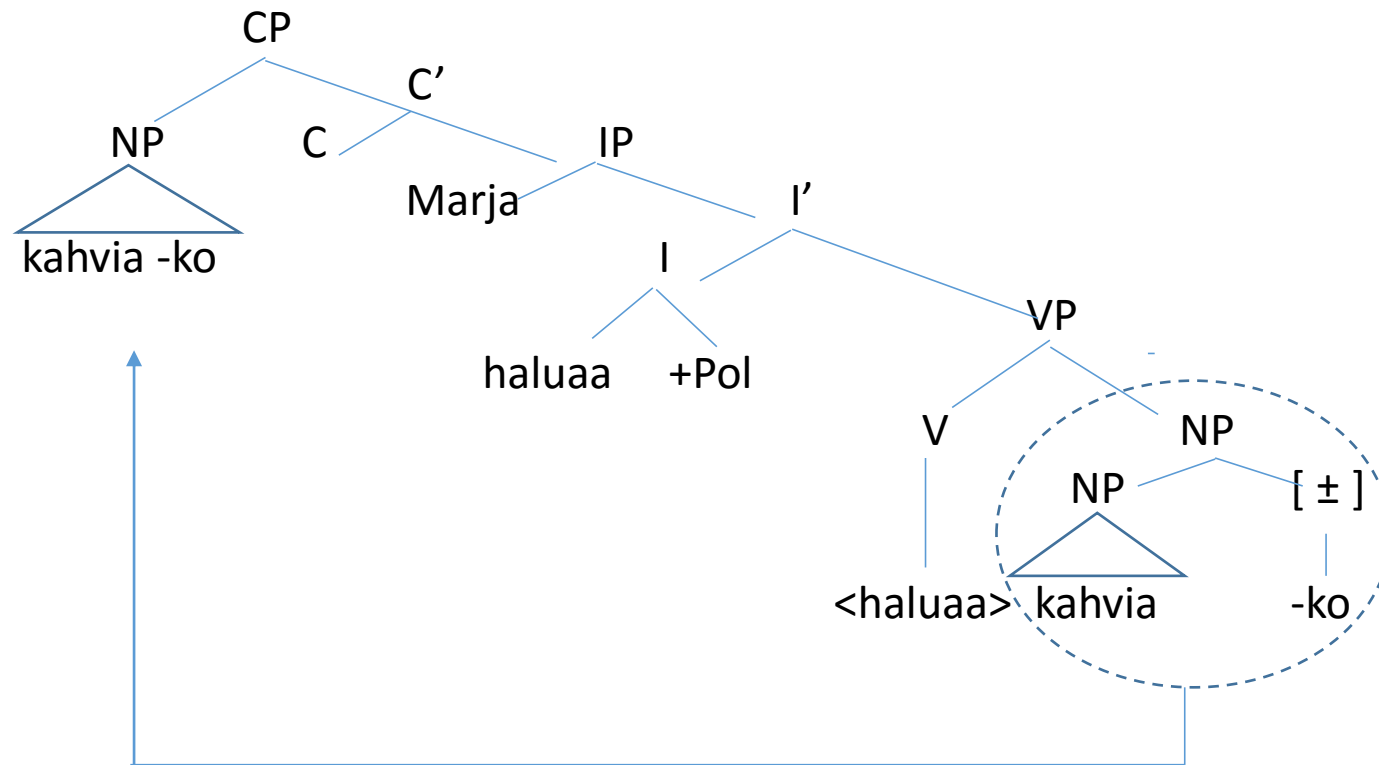 CP
C’
NP
C
IP
Marja
I’
kahvia -ko
I
VP
haluaa +Pol
-
V
NP
NP
[ ± ]
<haluaa> kahvia -ko